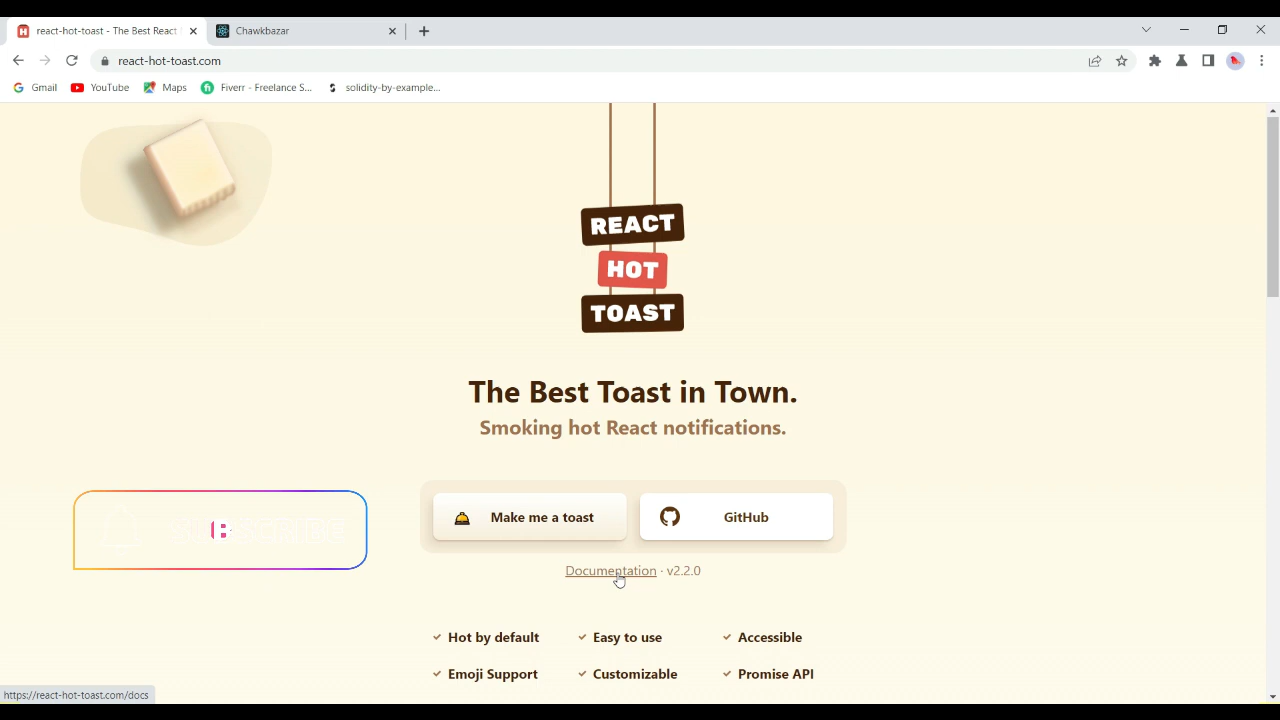 react-hot-toast - The Best React
Chawkbazar
react-hot-toast.com
Gmail
YouTube
Maps
Fiverr - Freelance S...
solidity-by-example...
REACT
HOT
TOAST
The Best Toast in Town.
Smoking hot React notifications.
Make me a toast
GitHub
Documentation · v2.2.0
Hot by default
Easy to use
Accessible
Emoji Support
Customizable
Promise API
https://react-hot-toast.com/docs